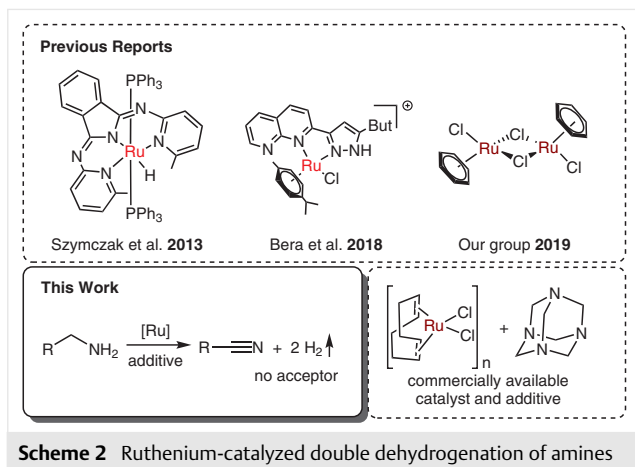 Previous Reports
PPh₃
N
N
N
N
N
Ru
H
PPh₃
Szymczak et al. 2013
Buᵗ
⊕
N
N
N
NH
Ru
Cl
Bera et al. 2018
Cl
Cl
Ru
Ru
Cl
Cl
Our group 2019
This Work
R
NH₂
[Ru]
additive
R
N
+ 2 H₂
no acceptor
Ru
Cl
Cl
n
+
N
N
N
N
commercially available
catalyst and additive
Scheme 2 Ruthenium-catalyzed double dehydrogenation of amines